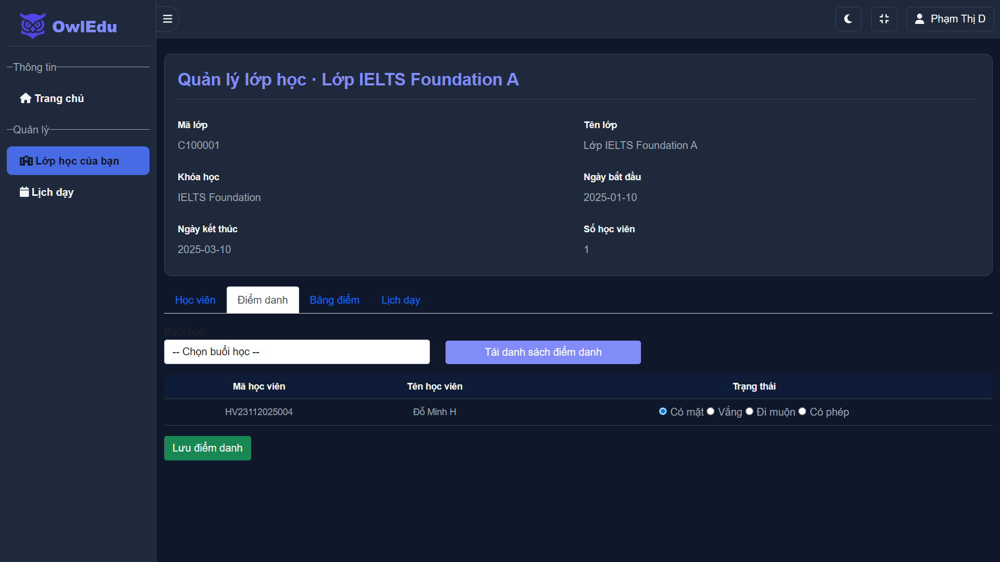 OwlEdu
Phạm Thị D
Thông tin
Trang chủ
Quản lý
Lớp học của bạn
Lịch dạy
Quản lý lớp học · Lớp IELTS Foundation A
Mã lớp
C100001
Tên lớp
Lớp IELTS Foundation A
Khóa học
IELTS Foundation
Ngày bắt đầu
2025-01-10
Ngày kết thúc
2025-03-10
Số học viên
1
Học viên Điểm danh Bảng điểm Lịch dạy
Buổi học
-- Chọn buổi học --
Tải danh sách điểm danh
Mã học viên Tên học viên Trạng thái
HV23112025004 Đỗ Minh H Có mặt Vắng Đi muộn Có phép
Lưu điểm danh